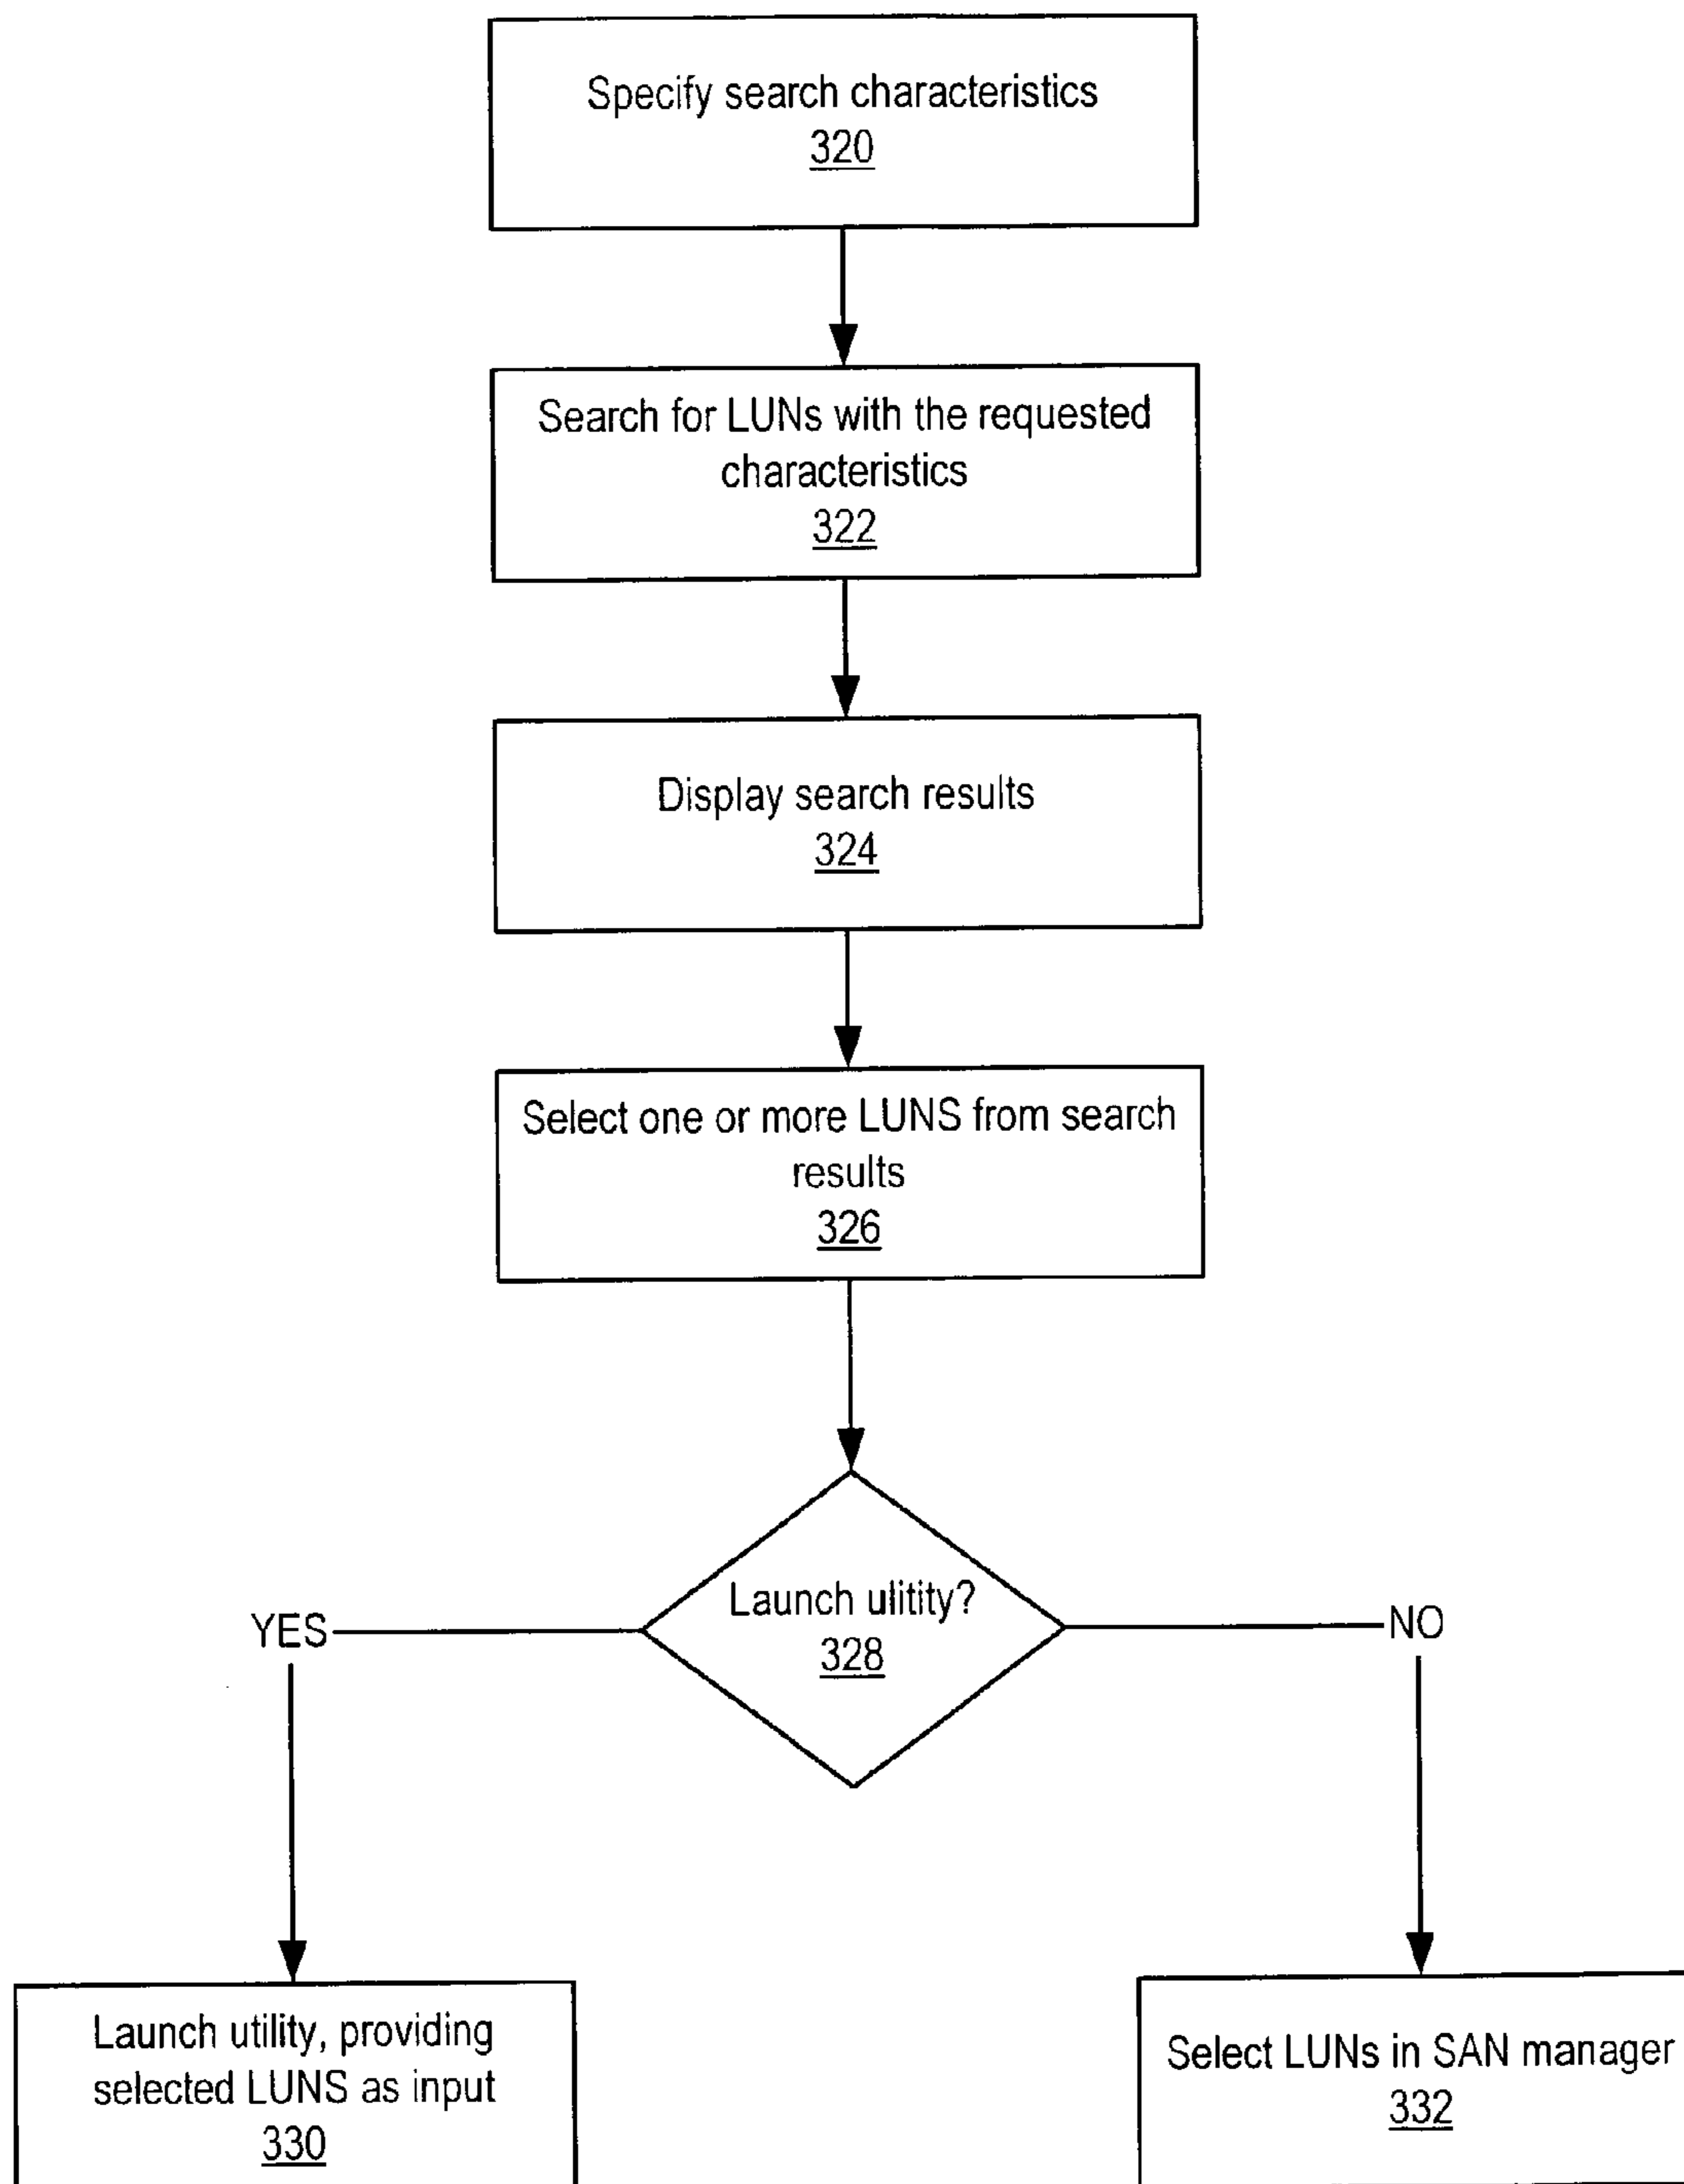 Specify search characteristics
320
Search for LUNs with the requested
characteristics
322
Display search results
324
Select one or more LUNS from search
results
326
Launch ulitity?
328
YES
NO
Launch utility, providing
selected LUNS as input
330
Select LUNs in SAN manager
332